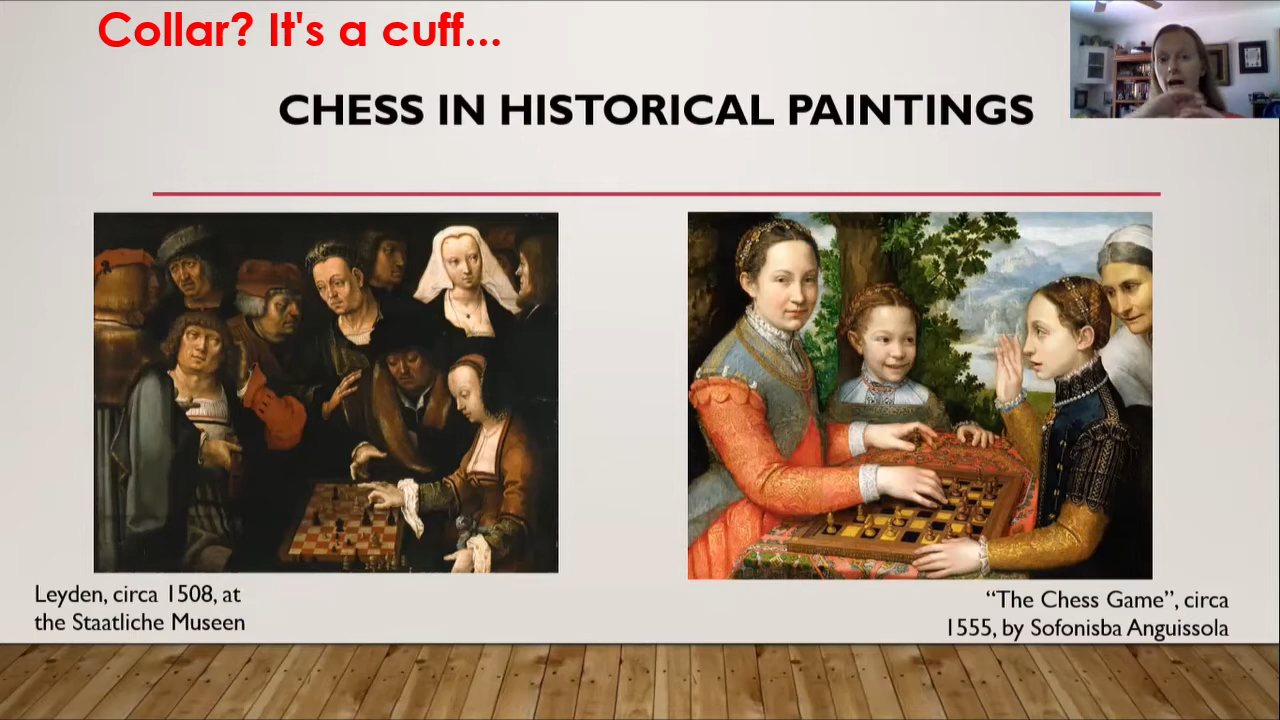 Collar? It's a cuff...
CHESS IN HISTORICAL PAINTINGS
Leyden, circa 1508, at
the Staatliche Museen
“The Chess Game”, circa
1555, by Sofonisba Anguissola